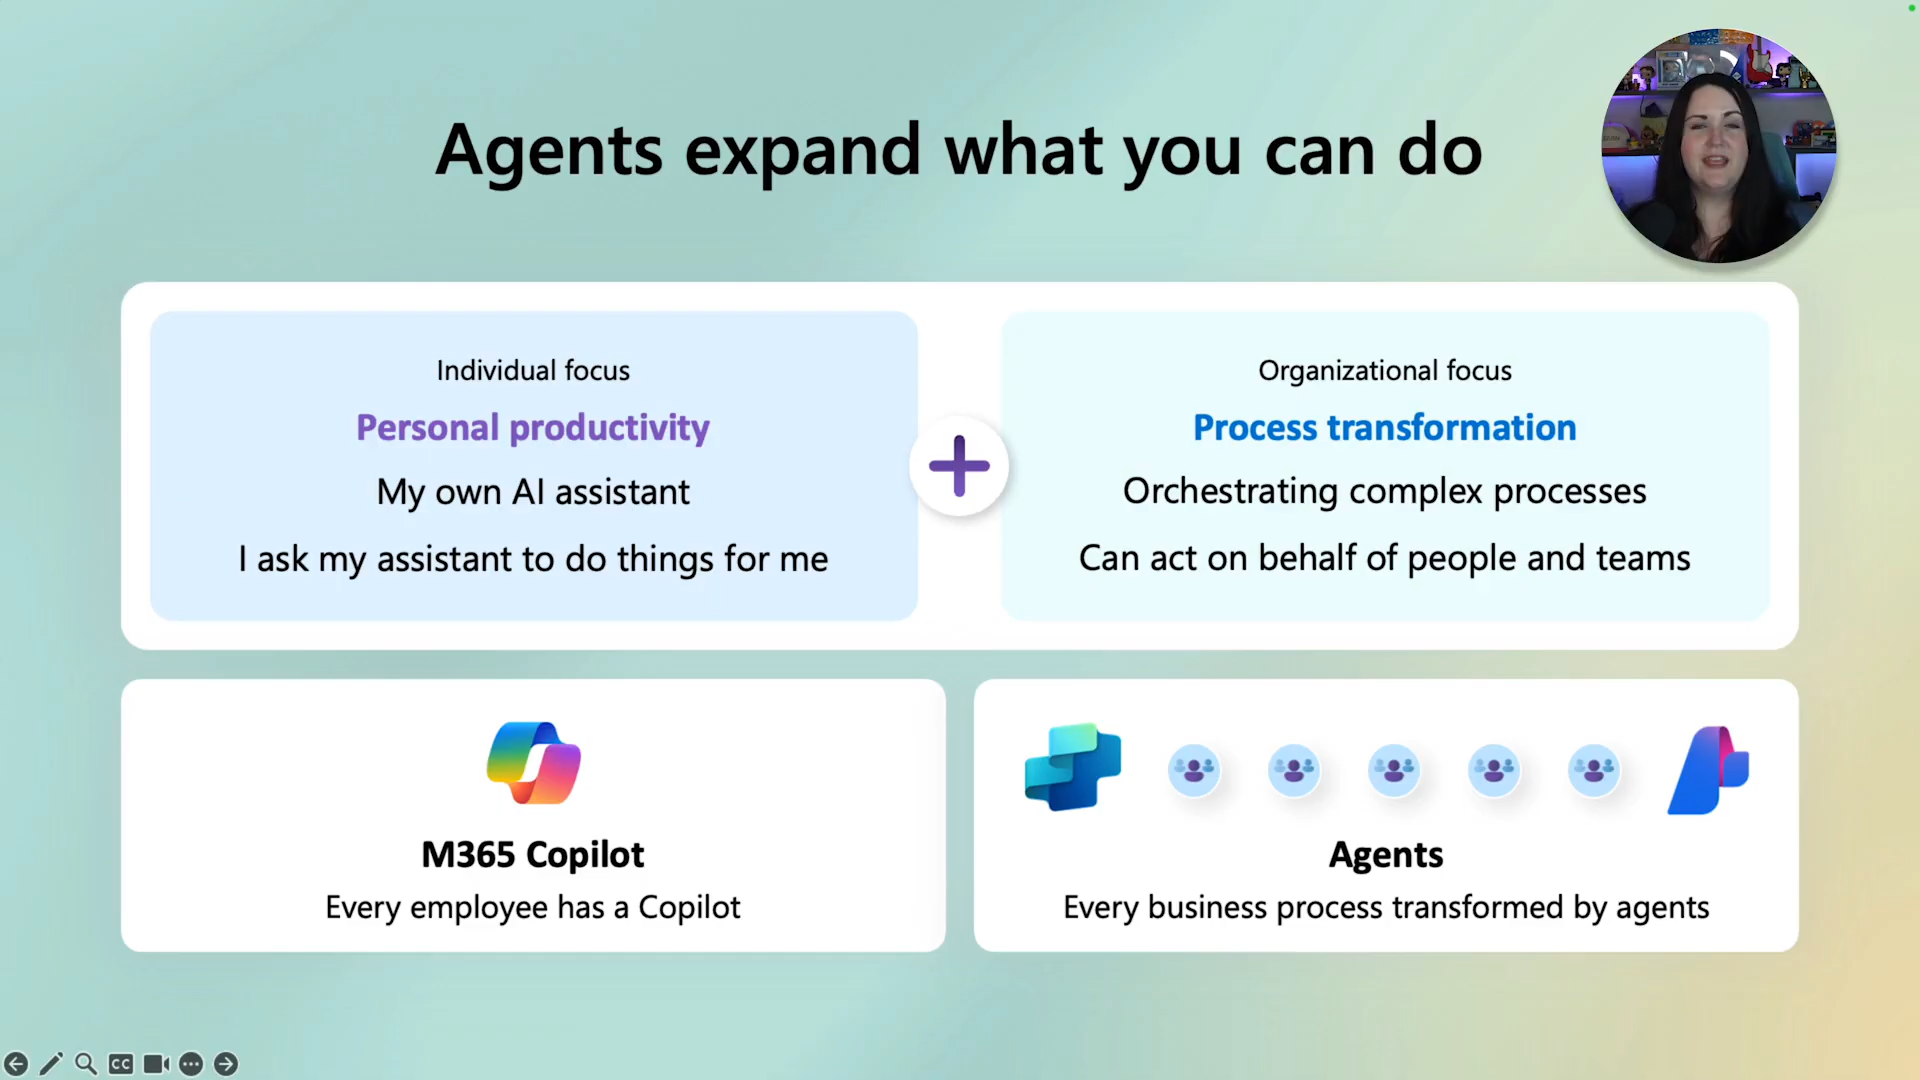 Agents expand what you can do
Individual focus
Personal productivity
My own AI assistant
I ask my assistant to do things for me
Organizational focus
Process transformation
Orchestrating complex processes
Can act on behalf of people and teams
M365 Copilot
Every employee has a Copilot
Agents
Every business process transformed by agents
CC